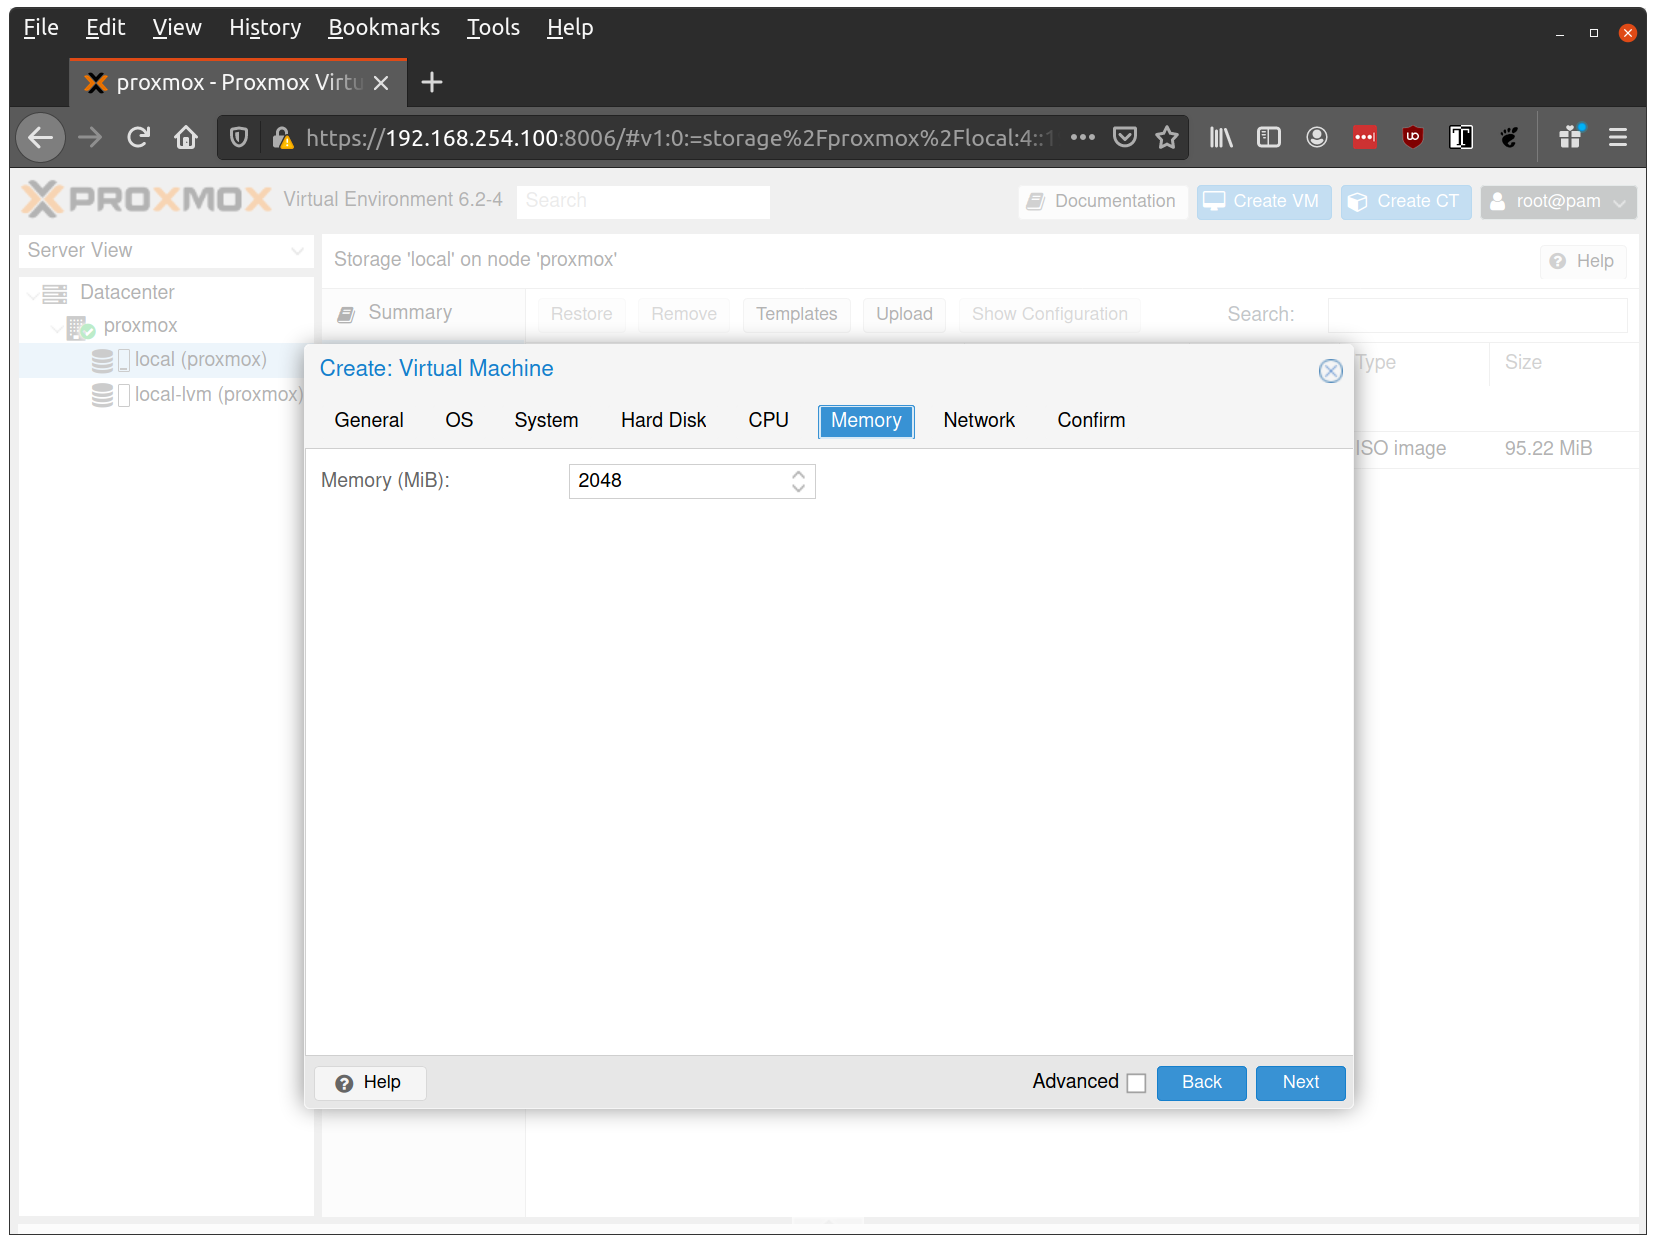 File Edit View History Bookmarks Tools Help
proxmox - Proxmox Virtu
https://192.168.254.100:8006/#v1:0:=storage%2Fproxmox%2Flocal:4::1
PROXMOX Virtual Environment 6.2-4 Search Documentation Create VM Create CT root@pam
Server View
Storage 'local' on node 'proxmox' Help
Datacenter
proxmox
local (proxmox)
local-lvm (proxmox)
Summary Restore Remove Templates Upload Show Configuration Search:
Type Size
ISO image 95.22 MiB
Create: Virtual Machine
General OS System Hard Disk CPU Memory Network Confirm
Memory (MiB): 2048
Help Advanced Back Next